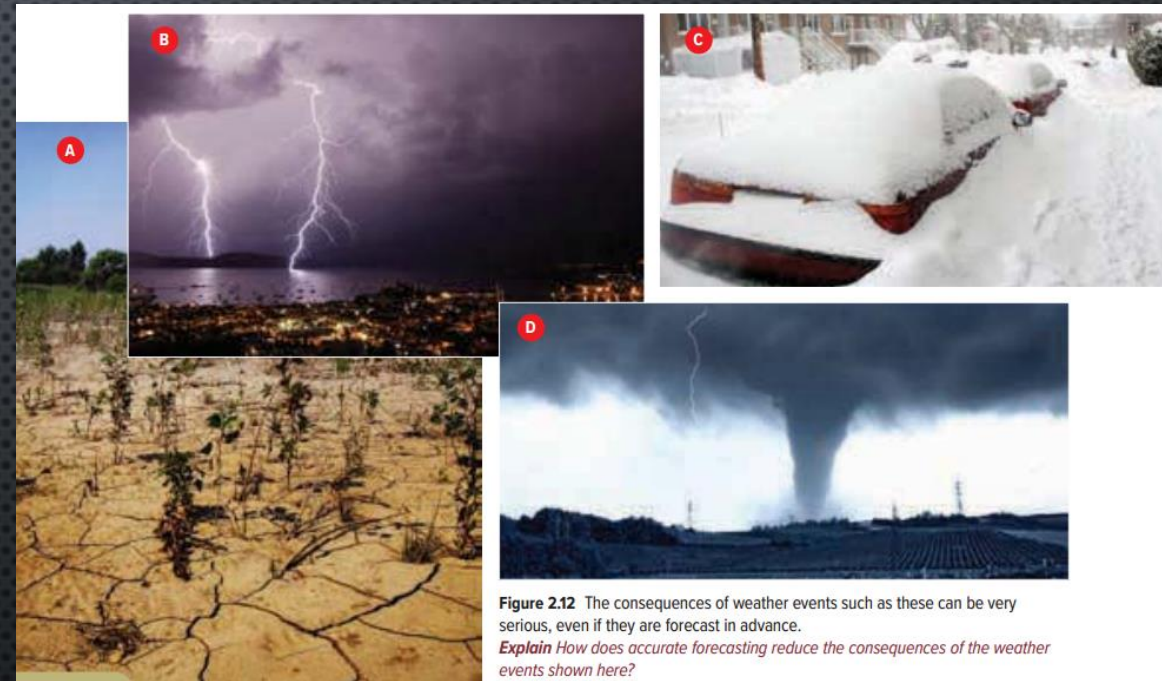 A
B
C
D
Figure 2.12 The consequences of weather events such as these can be very
serious, even if they are forecast in advance.
Explain How does accurate forecasting reduce the consequences of the weather
events shown here?